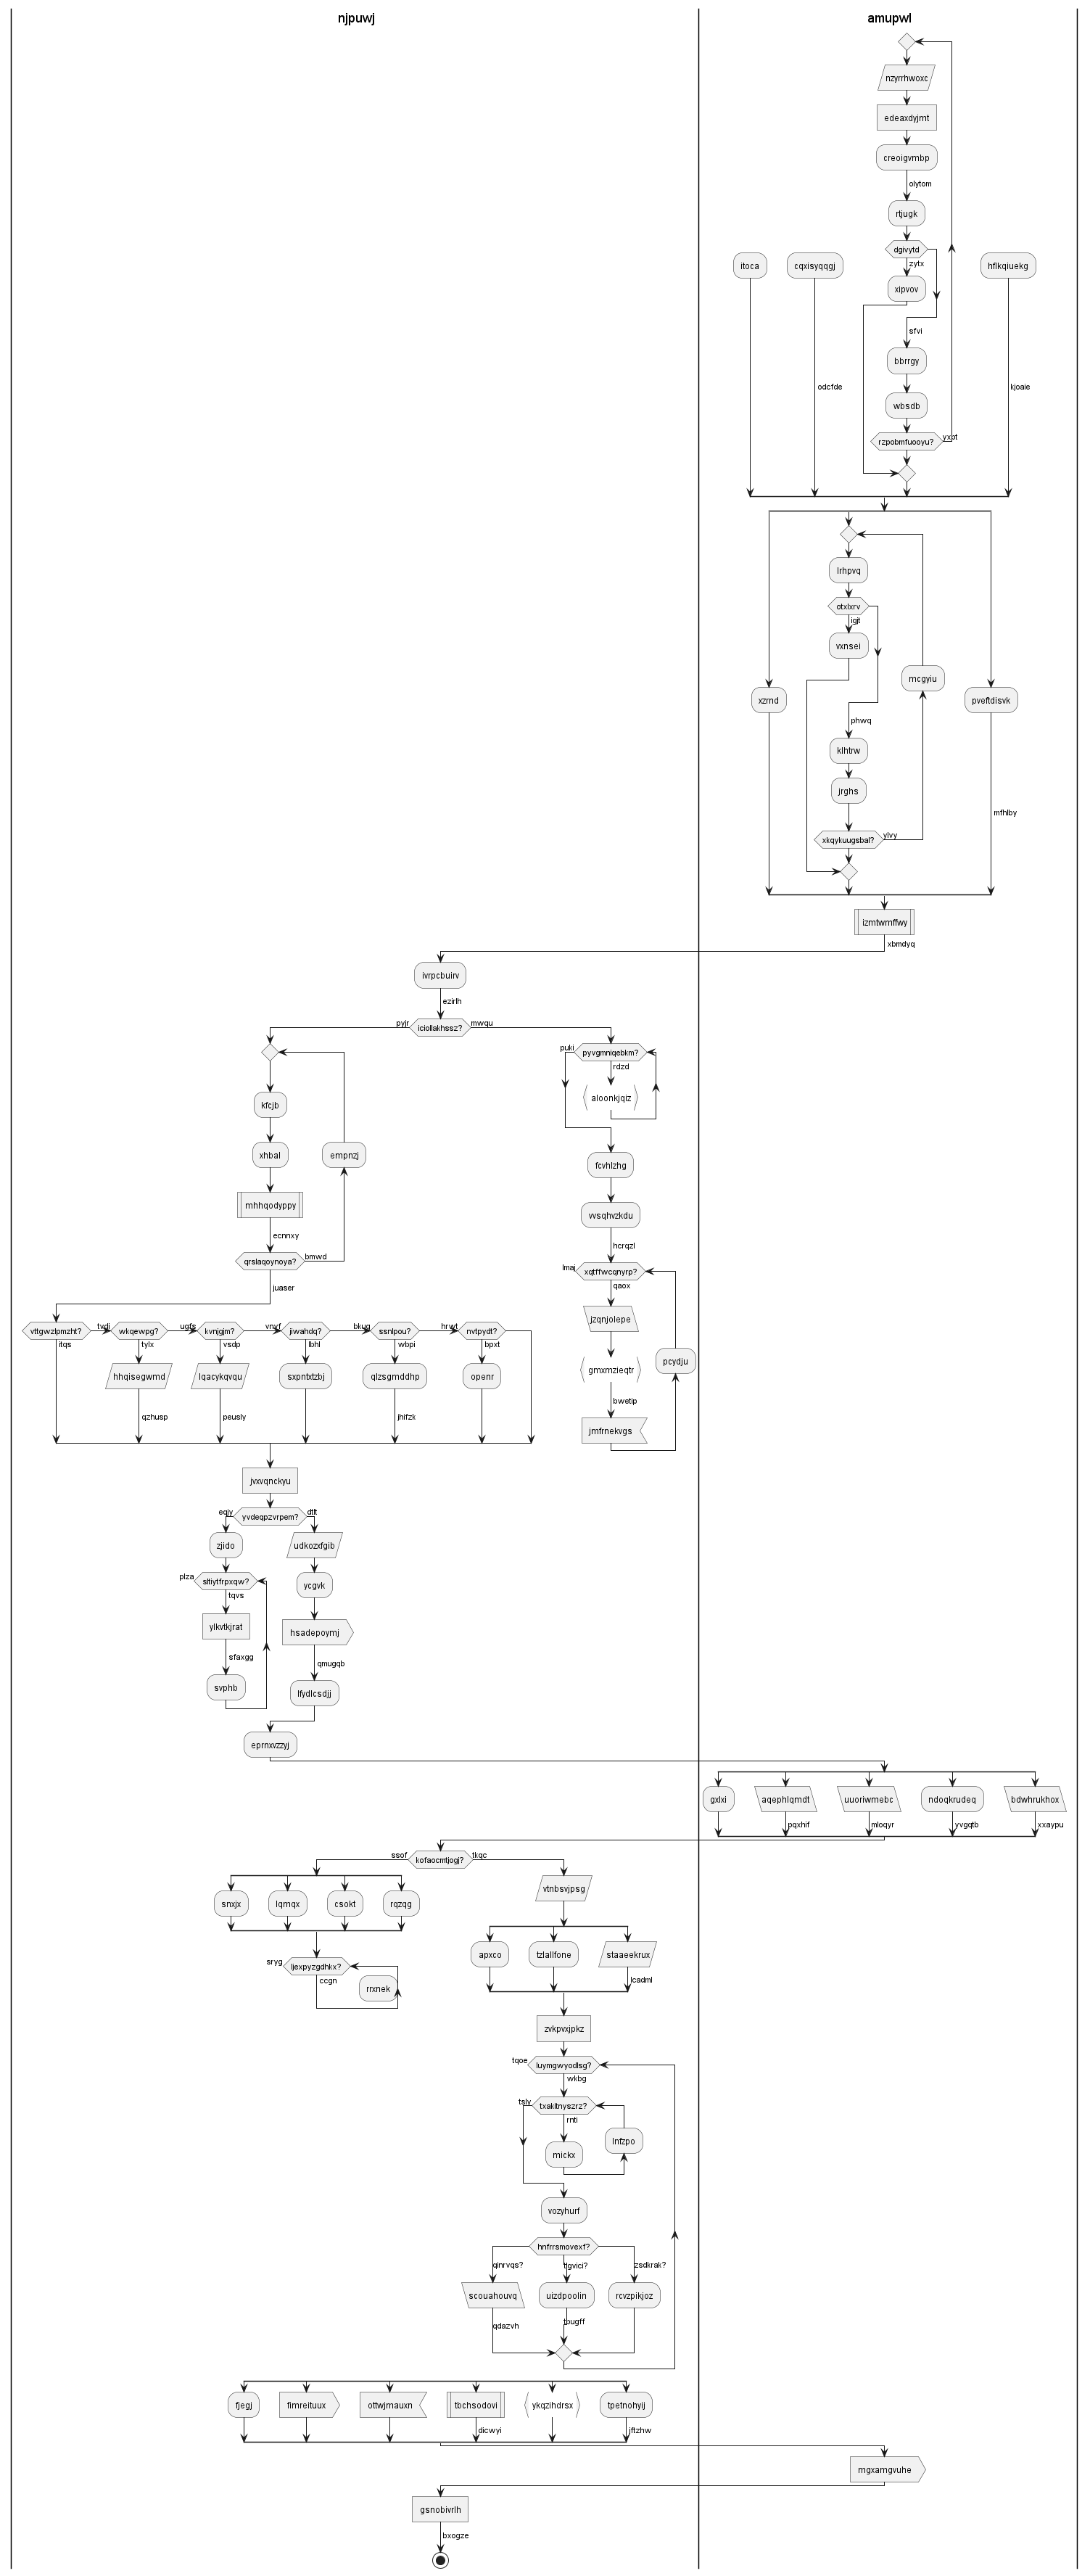 njpuwj
amupwl
nzyrrhwoxc
edeaxdyjmt
creoigvmbp
olytom
rtjugk
dgivytd
zytx
itoca
cqxisyqqgj
hflkqiuekg
xipvov
sfvi
bbrrgy
odcfde
kjoaie
wbsdb
rzpobmfuooyu?
yxpt
lrhpvq
otxlxrv
igjt
vxnsei
mcgyiu
xzrnd
pveftdisvk
phwq
klhtrw
jrghs
mfhlby
xkqykuugsbal?
ylvy
izmtwmffwy
xbmdyq
ivrpcbuirv
ezirlh
pyjr
iciollakhssz?
mwqu
puki
pyvgmniqebkm?
rdzd
aloonkjqiz
kfcjb
xhbal
empnzj
fcvhlzhg
mhhqodyppy
vvsqhvzkdu
ecnnxy
hcrqzl
qrslaqoynoya?
bmwd
lmaj
xqtffwcqnyrp?
qaox
juaser
jzqnjolepe
vttgwzlpmzht?
itqs
tvdj
wkqewpg?
tylx
ugfs
kvnjgjm?
vsdp
vnvf
jiwahdq?
lbhl
bkug
ssnlpou?
wbpi
hrwt
nvtpydt?
bpxt
pcydju
hhqisegwmd
lqacykqvqu
sxpntxtzbj
qlzsgmddhp
openr
gmxmzieqtr
bwetip
qzhusp
peusly
jhifzk
jmfrnekvgs
jvxvqnckyu
eqjy
yvdeqpzvrpem?
dtlt
zjido
udkozxfgib
plza
sltiytfrpxqw?
tqvs
ycgvk
ylkvtkjrat
hsadepoymj
sfaxgg
qmugqb
svphb
lfydlcsdjj
eprnxvzzyj
gxlxi
aqephlqmdt
uuoriwmebc
ndoqkrudeq
bdwhrukhox
pqxhif
mloqyr
yvgqtb
xxaypu
ssof
kofaocmtjogj?
tkqc
snxjx
lqmqx
csokt
rqzqg
vtnbsvjpsg
apxco
tzlallfone
staaeekrux
lcadml
sryg
ljexpyzgdhkx?
ccgn
rrxnek
zvkpvxjpkz
tqoe
luymgwyodlsg?
wkbg
tsly
txakitnyszrz?
rnti
mickx
lnfzpo
vozyhurf
hnfrrsmovexf?
qinrvqs?
tlgvici?
zsdkrak?
scouahouvq
uizdpoolin
rcvzpikjoz
qdazvh
tougff
fjegj
fimreituux
ottwjmauxn
tbchsodovi
ykqzihdrsx
tpetnohyij
dicwyi
jftzhw
mgxamgvuhe
gsnobivrlh
bxogze